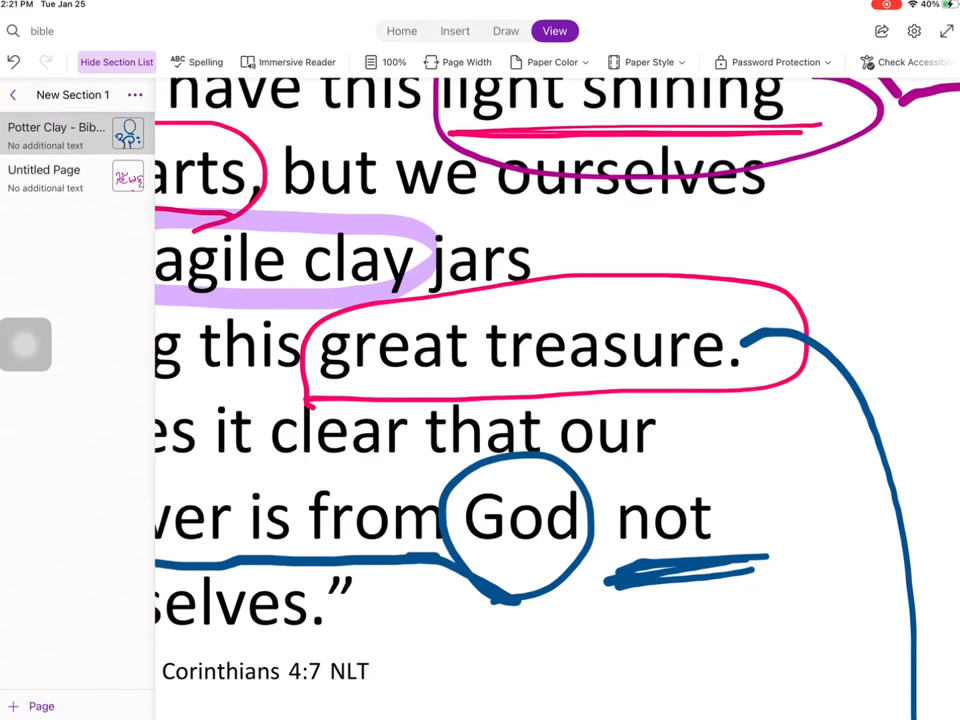 2:21 PM Tue Jan 25
40%
bible
Home Insert Draw View
Hide Section List Spelling Immersive Reader 100% Page Width Paper Color Paper Style Password Protection Check Accessibili
New Section 1
Potter Clay - Bib...
No additional text
Untitled Page
No additional text
have this light shining
arts, but we ourselves
agile clay jars
g this great treasure.
es it clear that our
ver is from God not
selves.”
Corinthians 4:7 NLT
Page